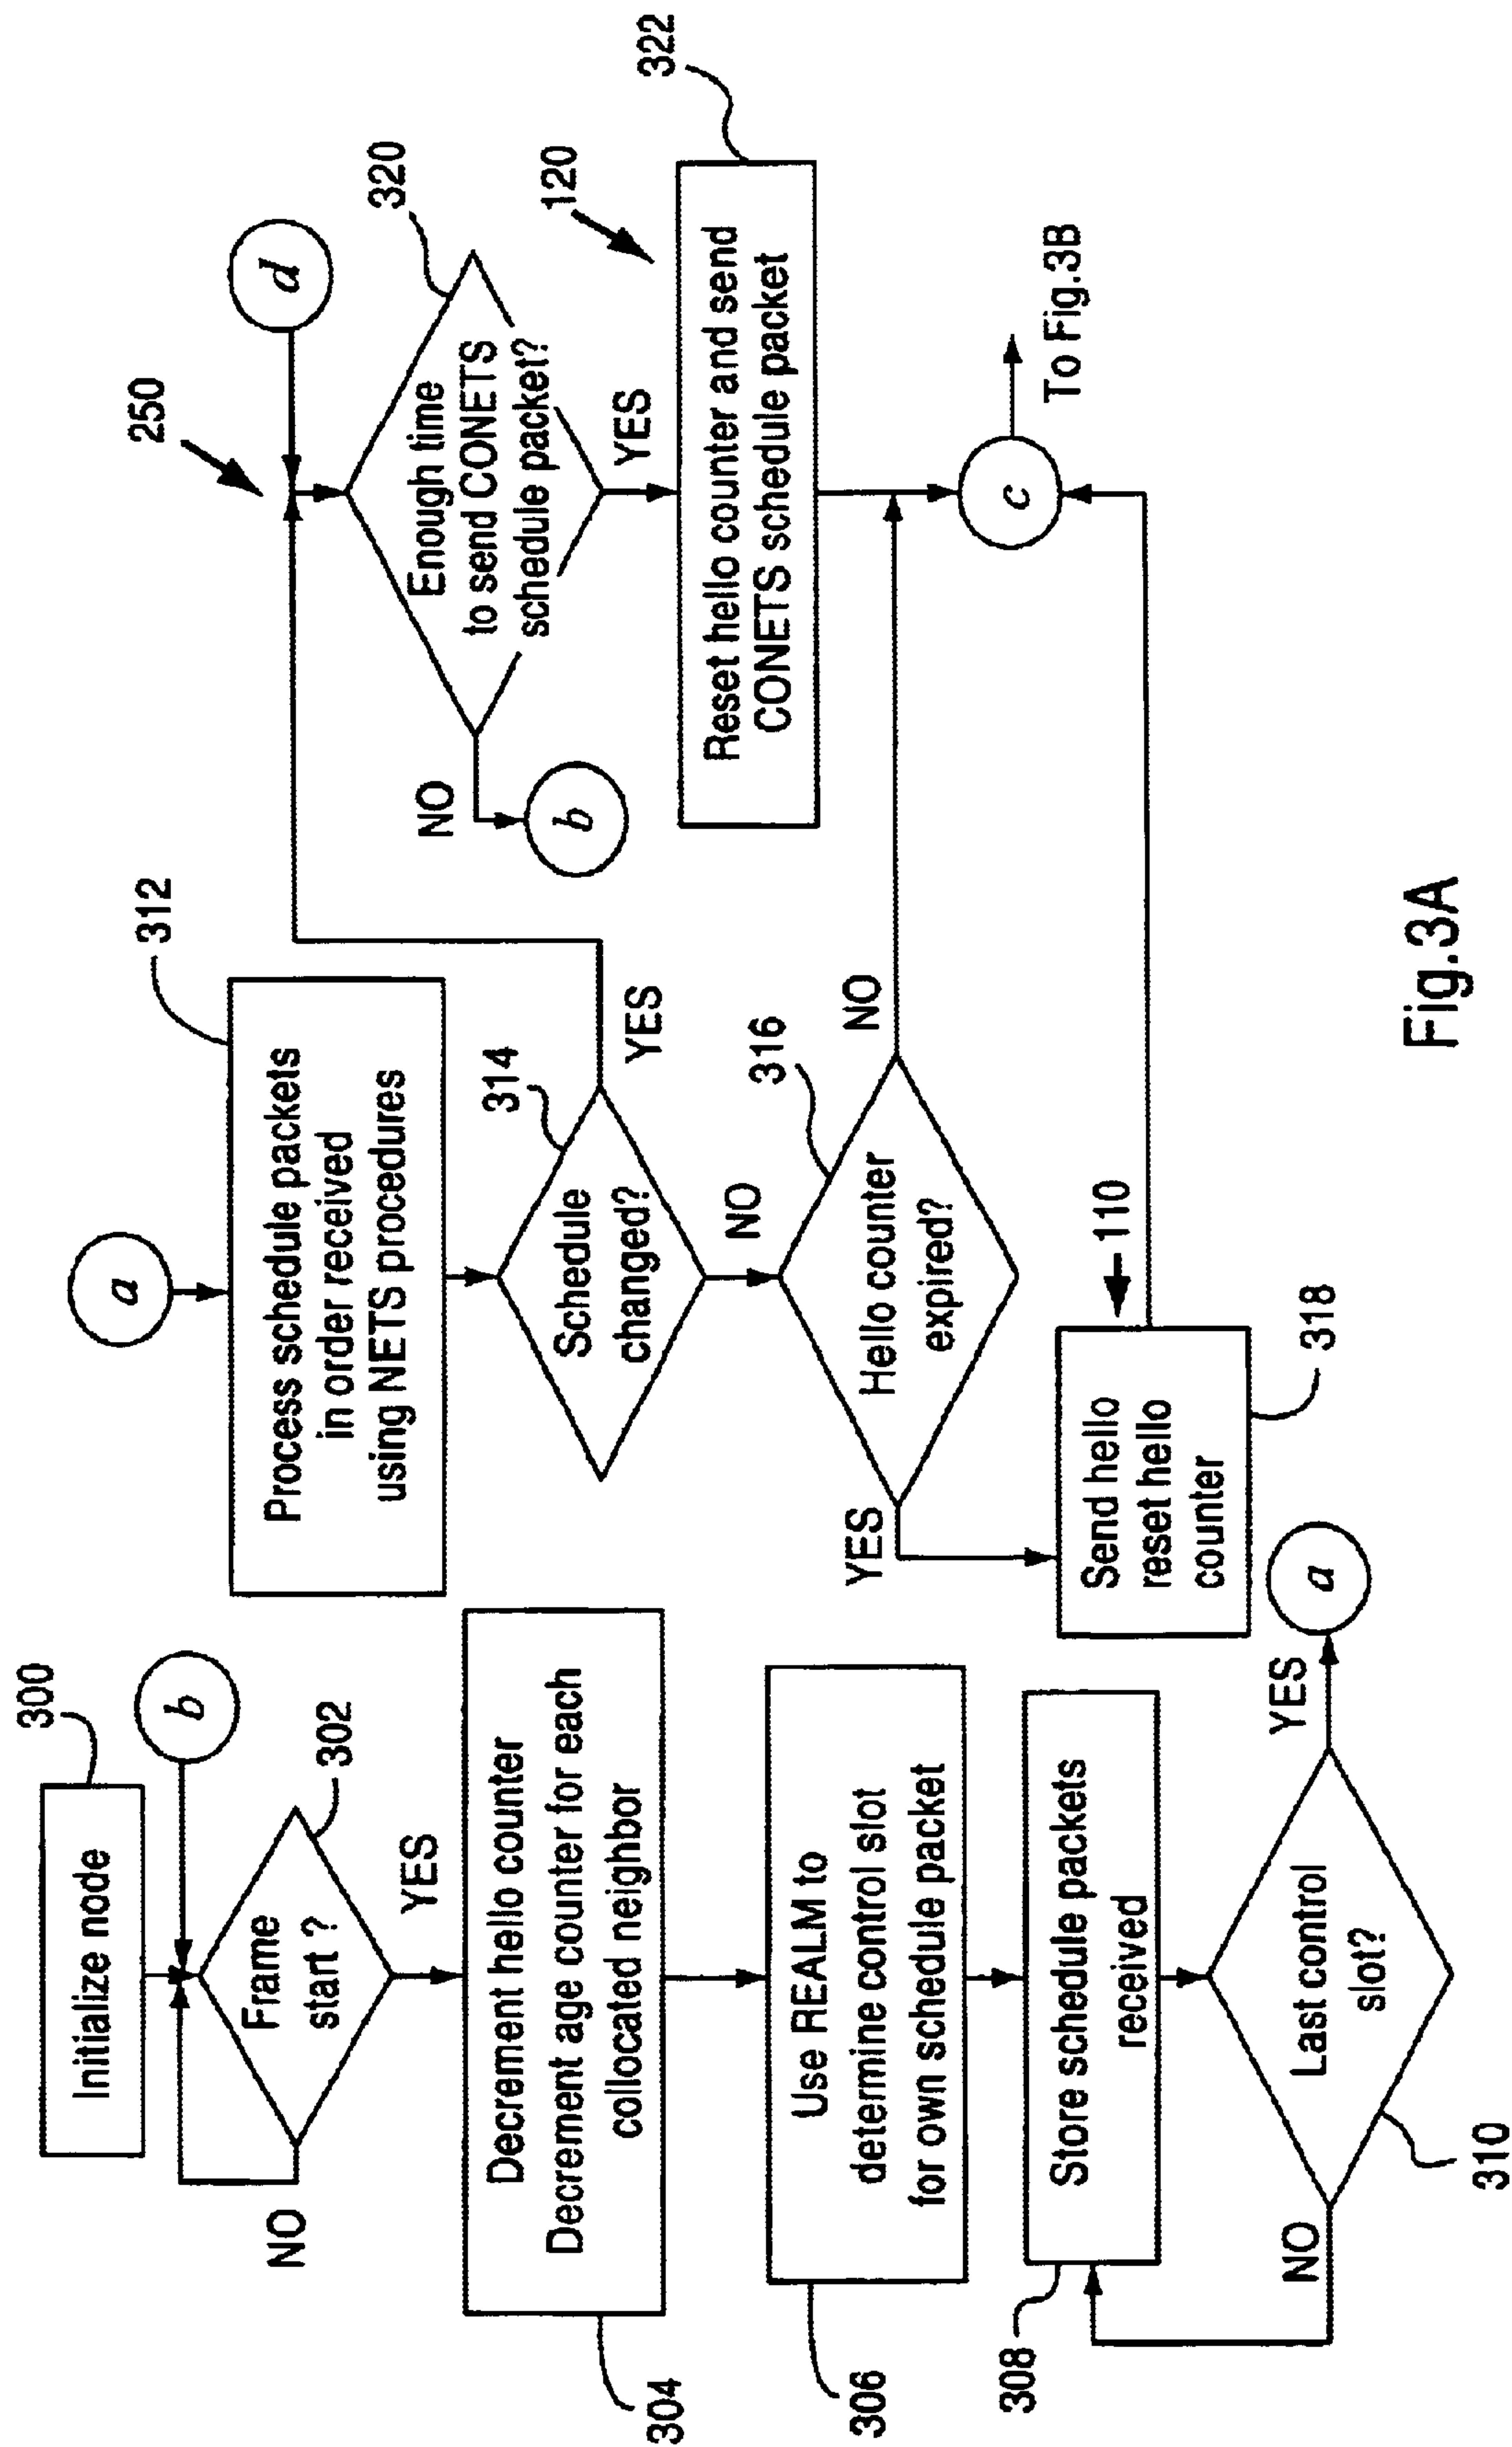 300
Initialize node
b
302
Frame
start ?
NO
YES
Decrement hello counter
Decrement age counter for each
collocated neighbor
304
Use REALM to
determine control slot
for own schedule packet
306
Store schedule packets
received
308
Last control
slot?
NO
YES
310
a
a
312
Process schedule packets
in order received
using NETS procedures
314
Schedule
changed?
YES
NO
316
Hello counter
expired?
NO
YES
110
Send hello
reset hello
counter
318
250
d
320
Enough time
to send CONETS
schedule packet?
NO
b
YES
120
322
Reset hello counter and send
CONETS schedule packet
c
To Fig.3B
Fig.3A